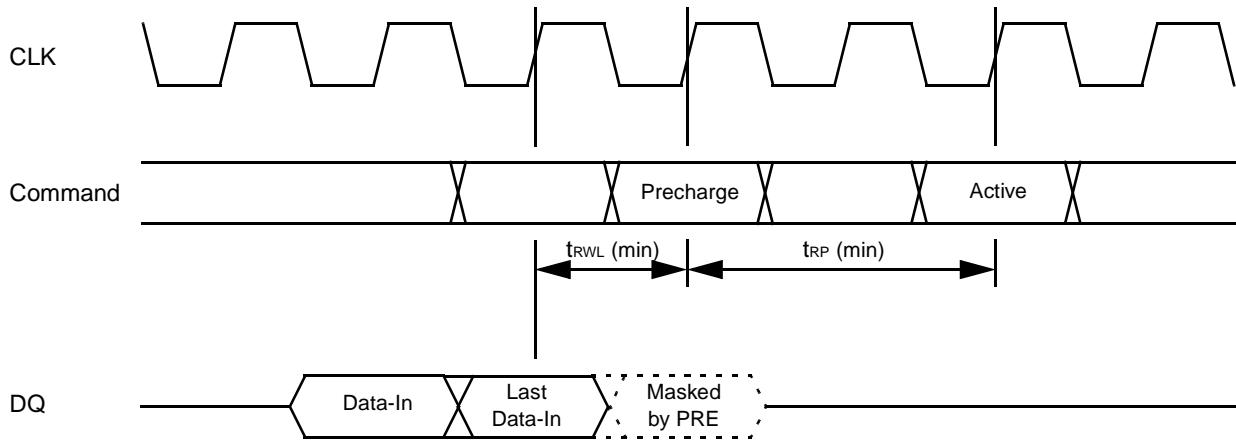 CLK
Command
Precharge
Active
tRWL (min)
tRP (min)
DQ
Data-In
Last
Data-In
Masked
by PRE